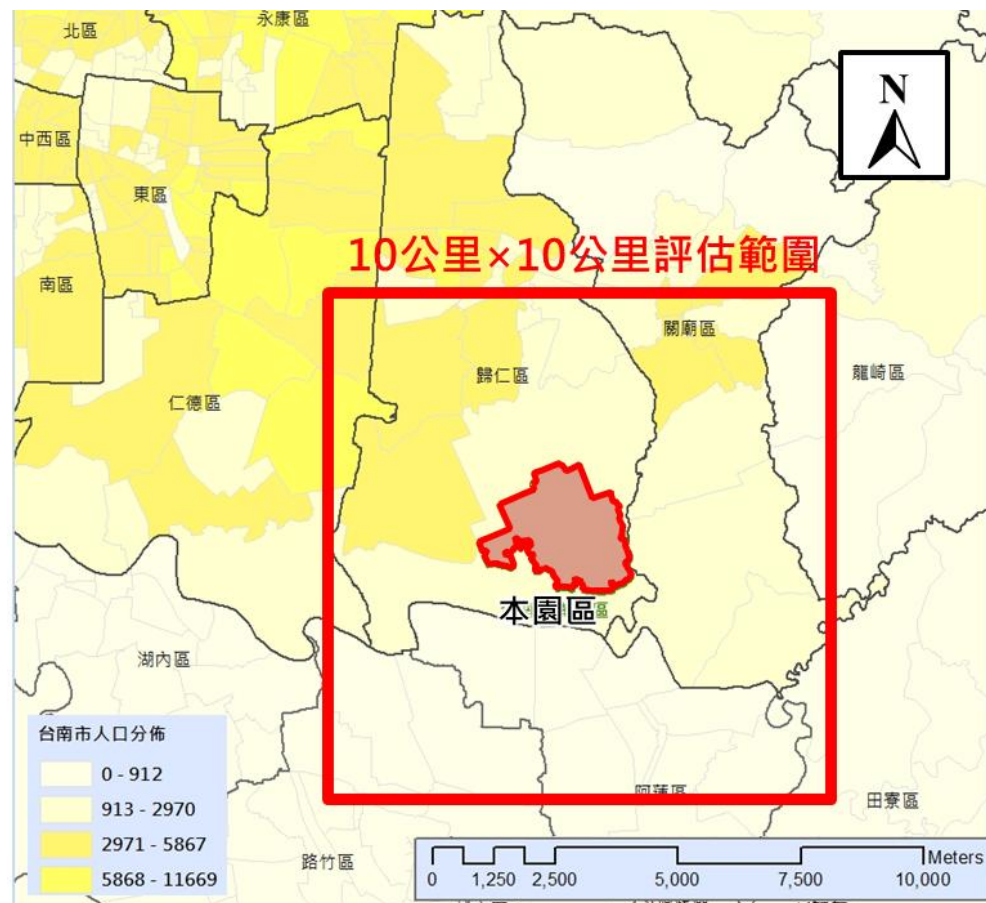 北區
永康區
N
中西區
東區
10公里×10公里評估範圍
南區
關廟區
歸仁區
龍崎區
仁德區
本園區
區
湖內區
台南市人口分佈
0 - 912
913 - 2970
2971 - 5867
5868 - 11669
阿蓮區
田寮區
路竹區
Meters
0 1,250 2,500 5,000 7,500 10,000